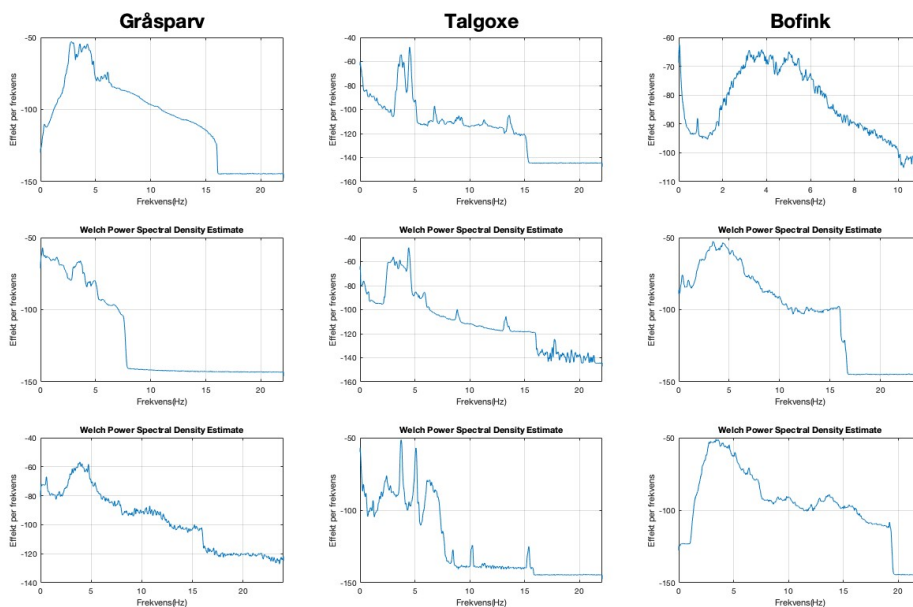 Gråsparv
Talgoxe
Bofink
-50
-100
-150
Effekt per frekvens
0 5 10 15 20
Frekvens(Hz)
-40
-60
-80
-100
-120
-140
-160
Effekt per frekvens
0 5 10 15 20
Frekvens(Hz)
-60
-70
-80
-90
-100
-110
Effekt per frekvens
0 2 4 6 8 10
Frekvens(Hz)
Welch Power Spectral Density Estimate
-50
-100
-150
Effekt per frekvens
0 5 10 15 20
Frekvens(Hz)
Welch Power Spectral Density Estimate
-40
-60
-80
-100
-120
-140
-160
Effekt per frekvens
0 5 10 15 20
Frekvens(Hz)
Welch Power Spectral Density Estimate
-50
-100
-150
Effekt per frekvens
0 5 10 15 20
Frekvens(Hz)
Welch Power Spectral Density Estimate
-40
-60
-80
-100
-120
-140
Effekt per frekvens
0 5 10 15 20
Frekvens(Hz)
Welch Power Spectral Density Estimate
-50
-100
-150
Effekt per frekvens
0 5 10 15 20
Frekvens(Hz)
Welch Power Spectral Density Estimate
-50
-100
-150
Effekt per frekvens
0 5 10 15 20
Frekvens(Hz)